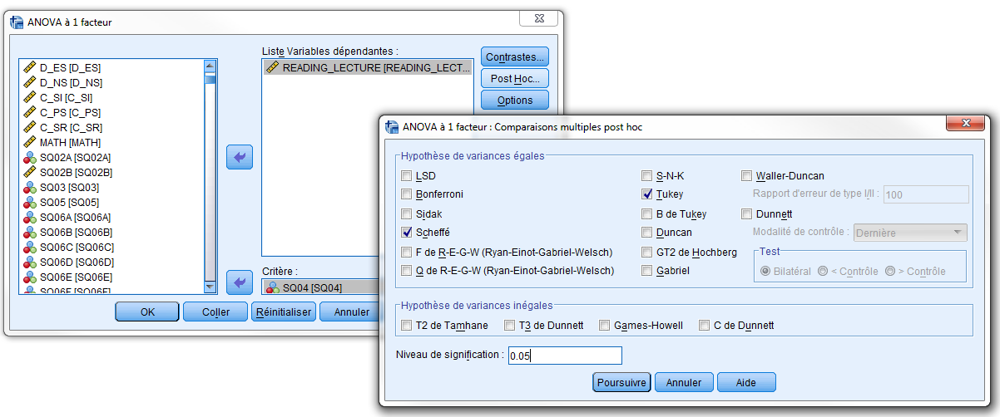 ANOVA à 1 facteur
D_ES [D_ES]
D_NS [D_NS]
C_SI [C_SI]
C_PS [C_PS]
C_SR [C_SR]
MATH [MATH]
SQ02A [SQ02A]
SQ02B [SQ02B]
SQ03 [SQ03]
SQ05 [SQ05]
SQ06A [SQ06A]
SQ06B [SQ06B]
SQ06C [SQ06C]
SQ06D [SQ06D]
SQ06E [SQ06E]
SQ06F [SQ06F]
Liste Variables dépendantes :
READING_LECTURE [READING_LECT...
Critère :
SQ04 [SQ04]
Contrastes...
Post Hoc...
Options
OK
Coller
Réinitialiser
Annuler
ANOVA à 1 facteur : Comparaisons multiples post hoc
Hypothèse de variances égales
LSD
Bonferroni
Sidak
Scheffé
F de R-E-G-W (Ryan-Einot-Gabriel-Welsch)
Q de R-E-G-W (Ryan-Einot-Gabriel-Welsch)
S-N-K
Tukey
B de Tukey
Duncan
GT2 de Hochberg
Gabriel
Waller-Duncan
Rapport d'erreur de type I/II : 100
Dunnett
Modalité de contrôle : Dernière
Test
Bilatéral < Contrôle > Contrôle
Hypothèse de variances inégales
T2 de Tamhane T3 de Dunnett Games-Howell C de Dunnett
Niveau de signification : 0.05
Poursuivre Annuler Aide